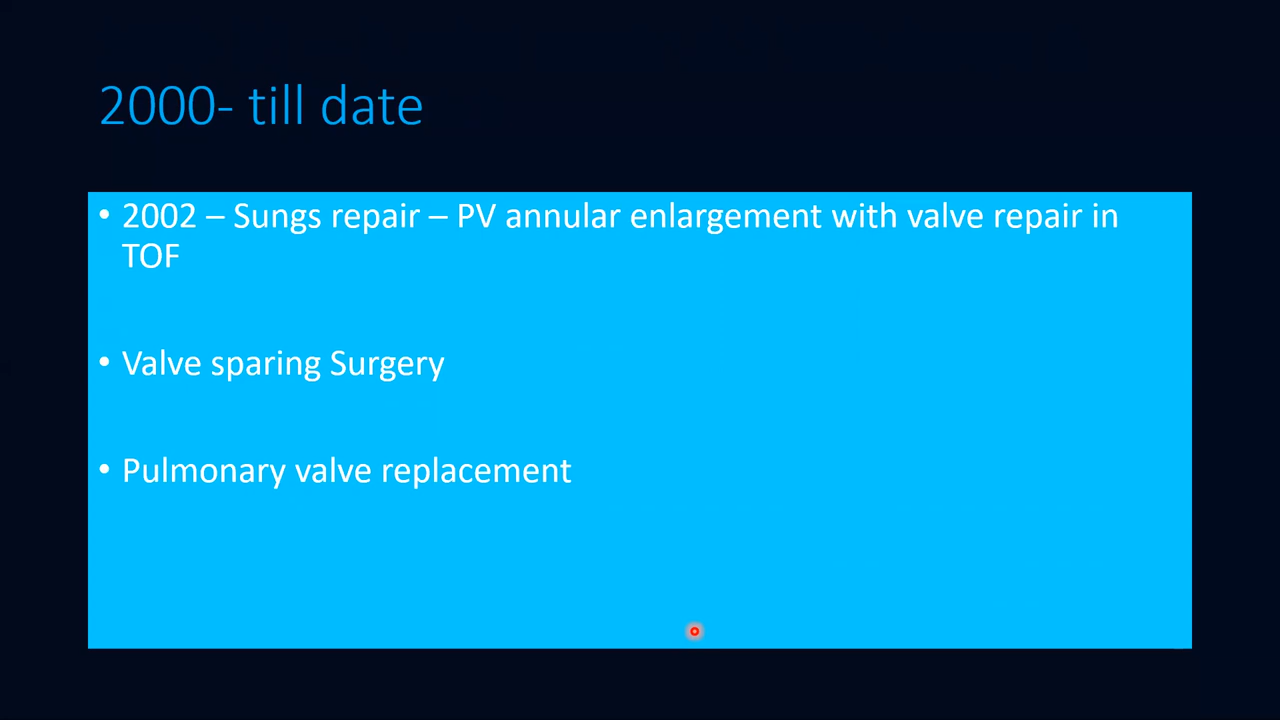 2000- till date
• 2002 – Sungs repair – PV annular enlargement with valve repair in
TOF
• Valve sparing Surgery
• Pulmonary valve replacement